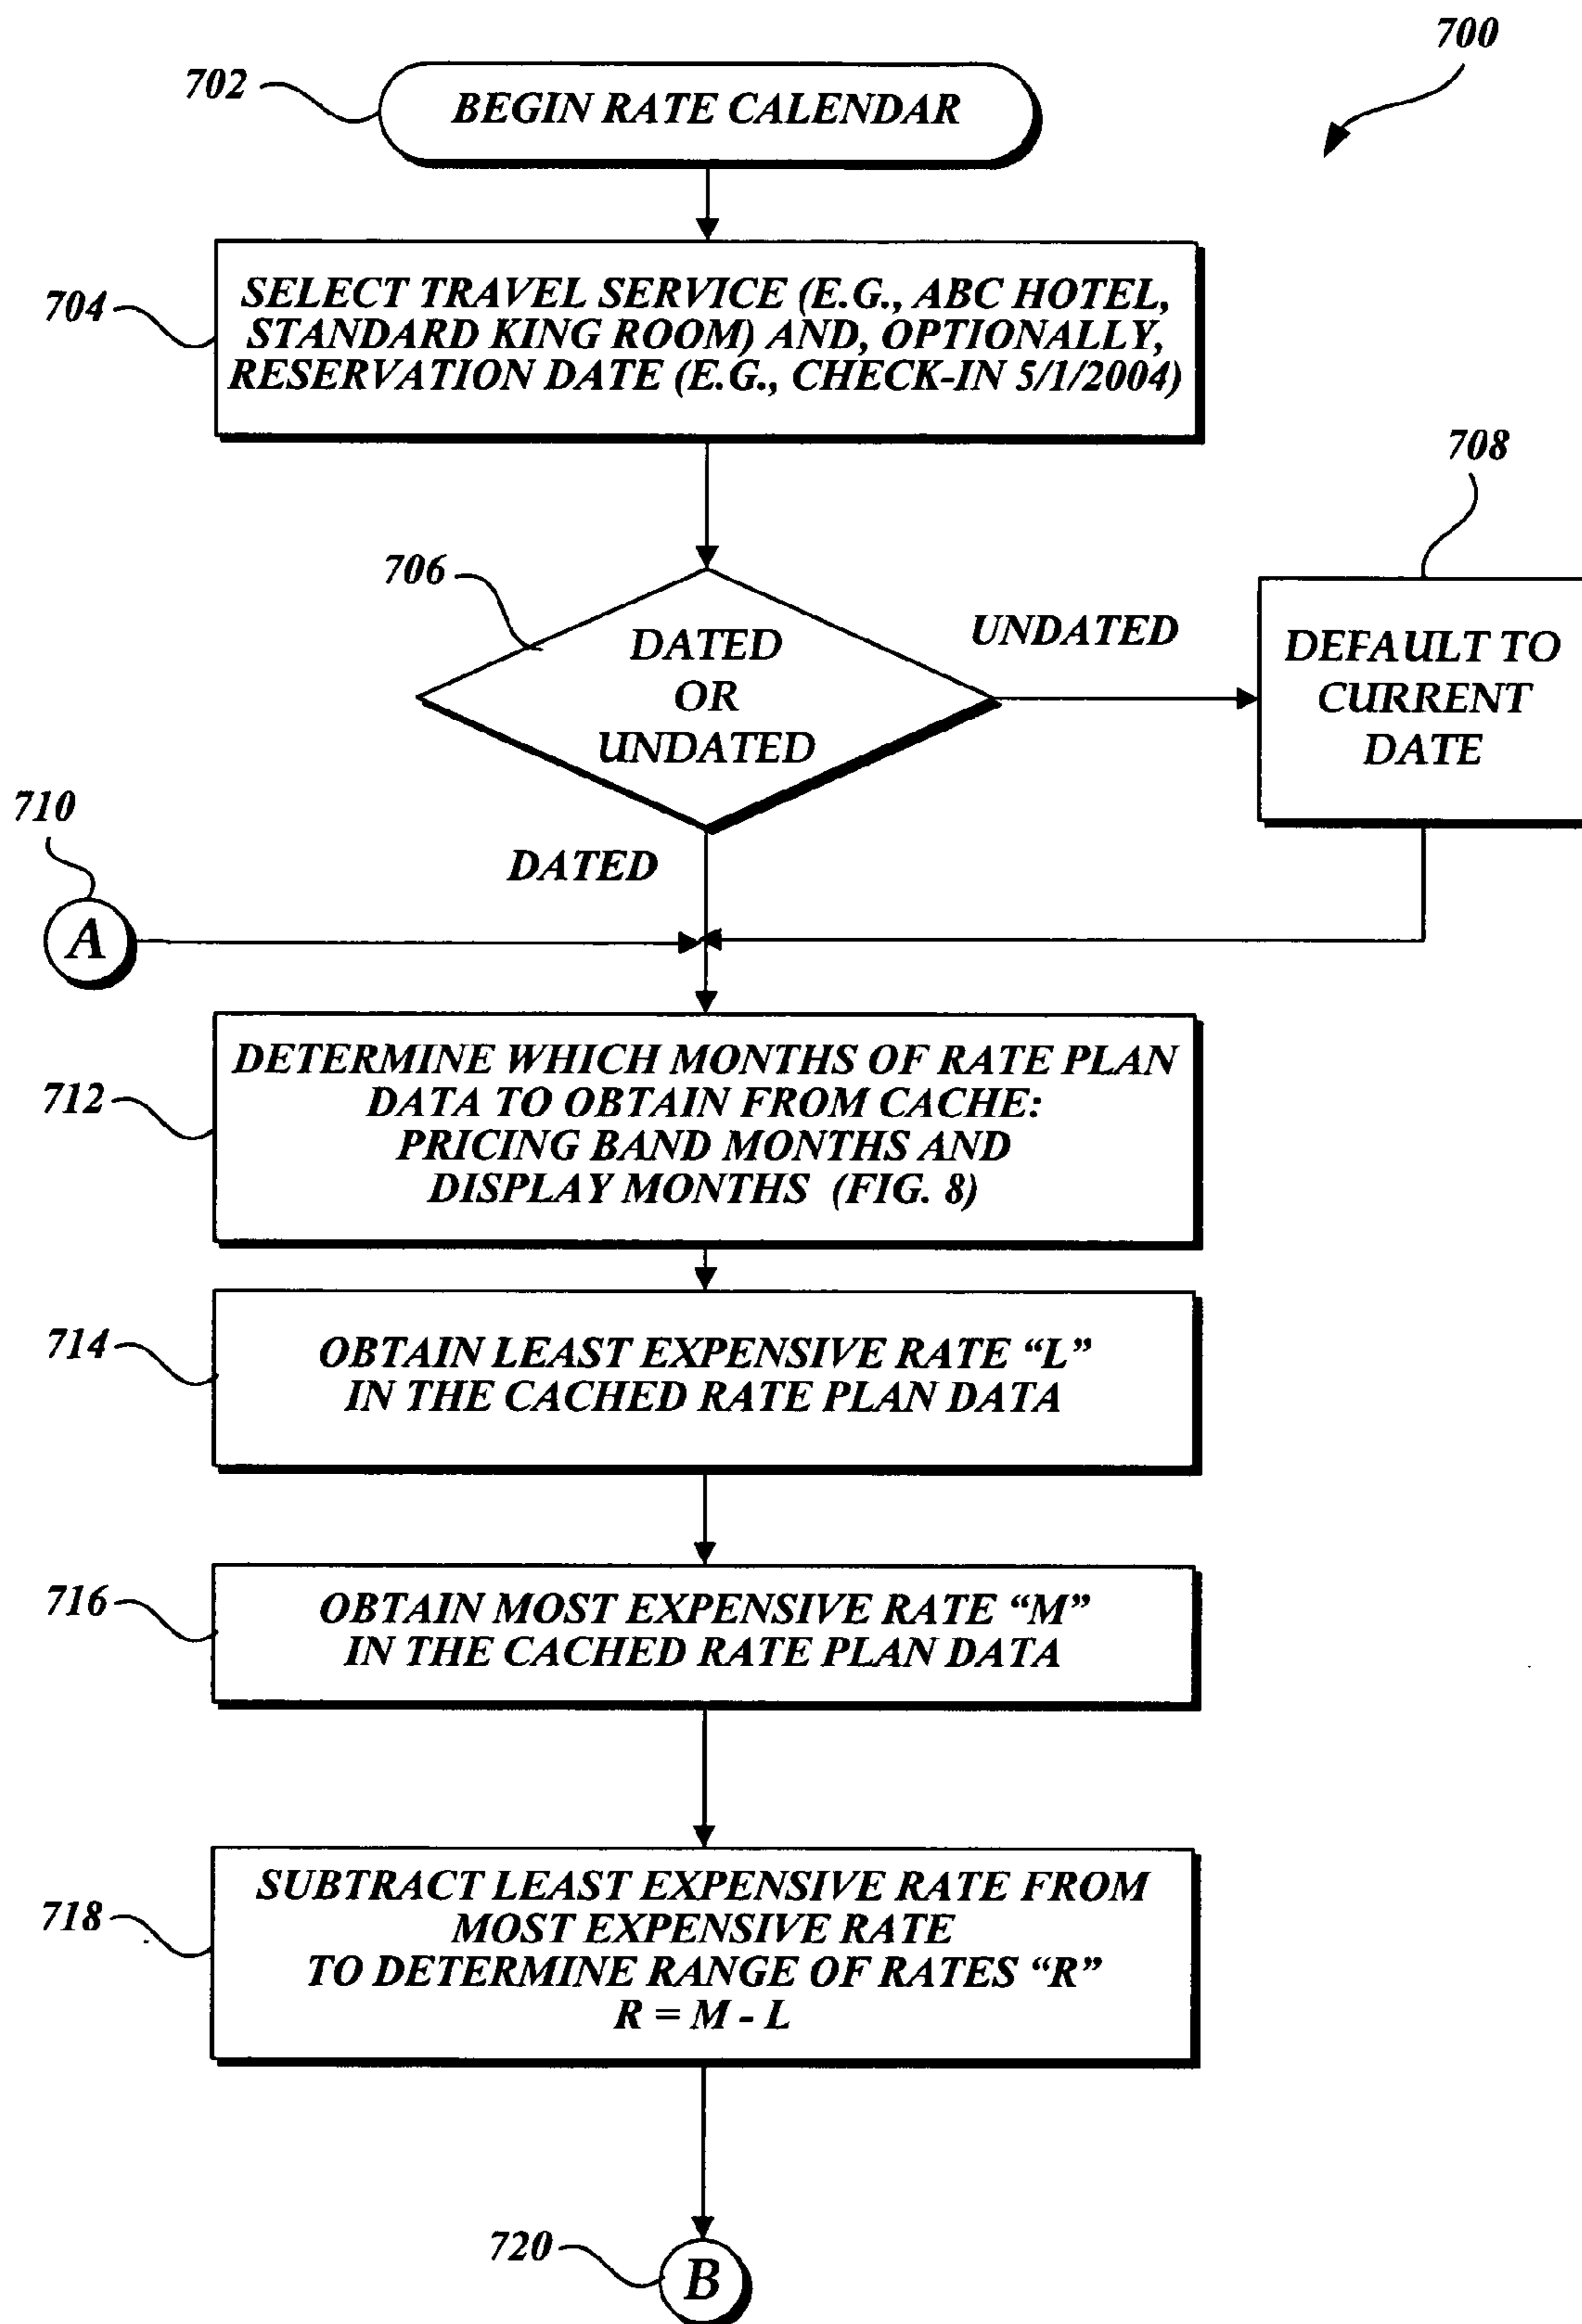 700
702
BEGIN RATE CALENDAR
704
SELECT TRAVEL SERVICE (E.G., ABC HOTEL,
STANDARD KING ROOM) AND, OPTIONALLY,
RESERVATION DATE (E.G., CHECK-IN 5/1/2004)
706
DATED
OR
UNDATED
UNDATED
708
DEFAULT TO
CURRENT
DATE
DATED
710
A
712
DETERMINE WHICH MONTHS OF RATE PLAN
DATA TO OBTAIN FROM CACHE:
PRICING BAND MONTHS AND
DISPLAY MONTHS (FIG. 8)
714
OBTAIN LEAST EXPENSIVE RATE “L”
IN THE CACHED RATE PLAN DATA
716
OBTAIN MOST EXPENSIVE RATE “M”
IN THE CACHED RATE PLAN DATA
718
SUBTRACT LEAST EXPENSIVE RATE FROM
MOST EXPENSIVE RATE
TO DETERMINE RANGE OF RATES “R”
R = M - L
720
B